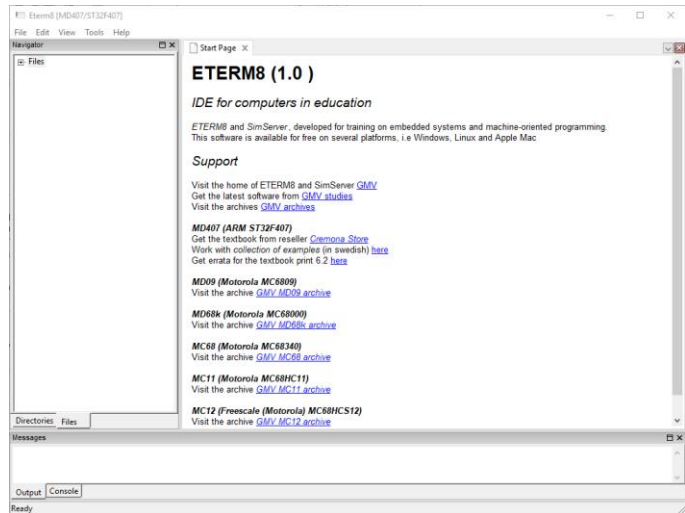 Eterm8 [MD407/ST32F407]
File Edit View Tools Help
Navigator
Files
Directories Files
Start Page
ETERM8 (1.0 )
IDE for computers in education
ETERM8 and SimServer, developed for training on embedded systems and machine-oriented programming.
This software is available for free on several platforms, i.e Windows, Linux and Apple Mac
Support
Visit the home of ETERM8 and SimServer GMV
Get the latest software from GMV studies
Visit the archives GMV archives
MD407 (ARM ST32F407)
Get the textbook from reseller Cremona Store
Work with collection of examples (in swedish) here
Get errata for the textbook print 6.2 here
MD09 (Motorola MC6809)
Visit the archive GMV MD09 archive
MD68k (Motorola MC68000)
Visit the archive GMV MD68k archive
MC68 (Motorola MC68340)
Visit the archive GMV MC68 archive
MC11 (Motorola MC68HC11)
Visit the archive GMV MC11 archive
MC12 (Freescale (Motorola) MC68HCS12)
Visit the archive GMV MC12 archive
Messages
Output Console
Ready